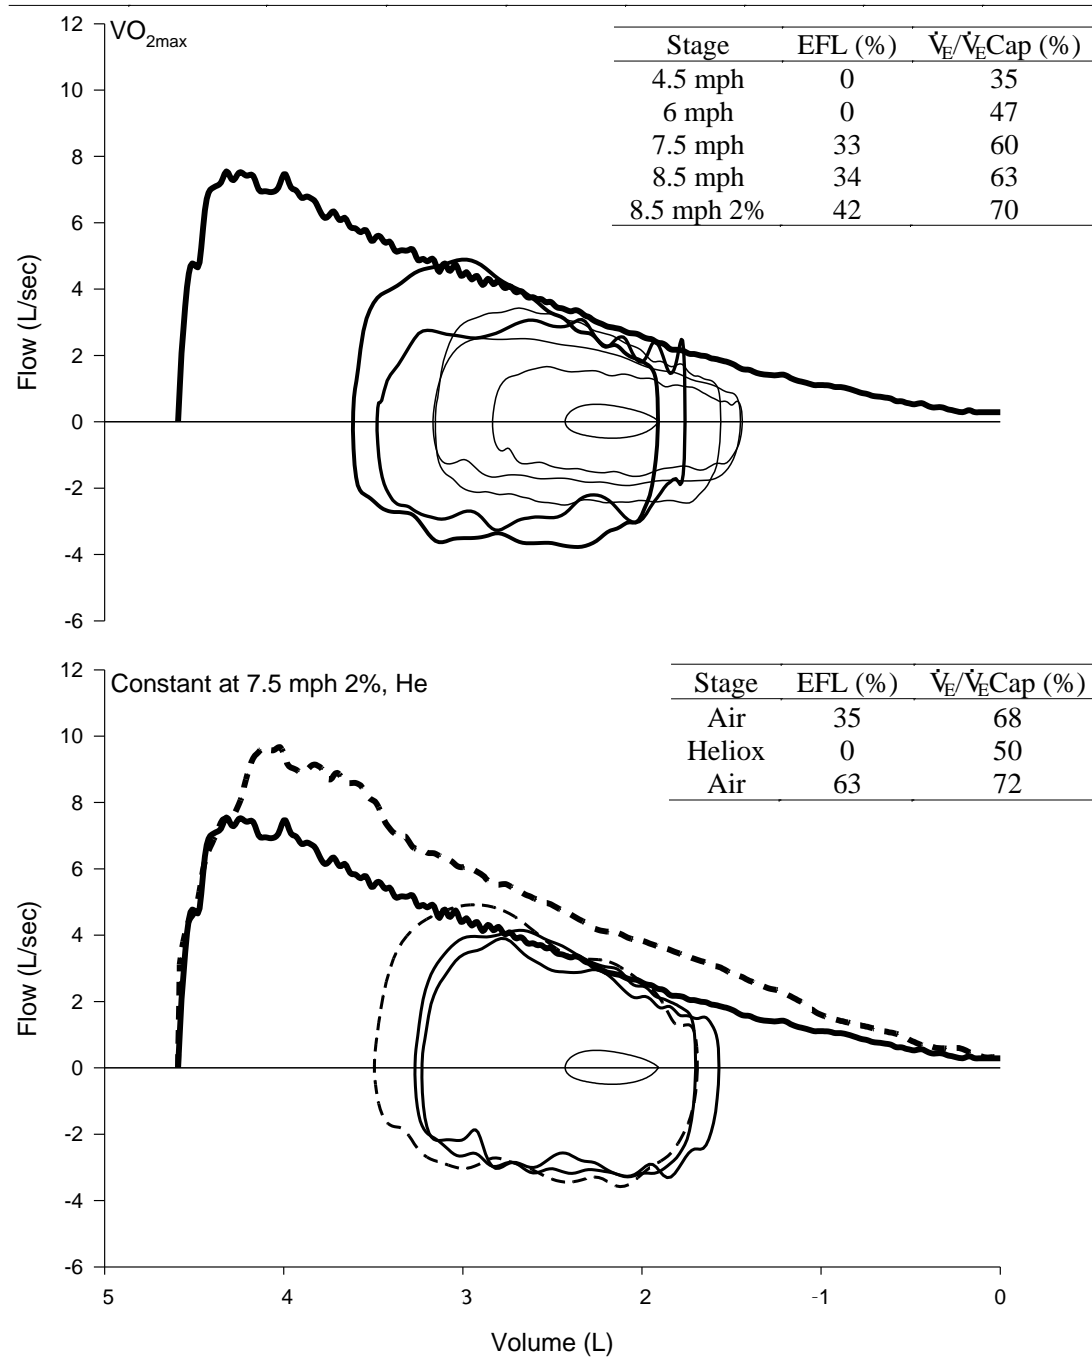 VO2max
Stage EFL (%) V̇E/V̇ECap (%)
4.5 mph 0 35
6 mph 0 47
7.5 mph 33 60
8.5 mph 34 63
8.5 mph 2% 42 70
12
10
8
6
4
2
0
-2
-4
-6
Flow (L/sec)
Constant at 7.5 mph 2%, He
Stage EFL (%) V̇E/V̇ECap (%)
Air 35 68
Heliox 0 50
Air 63 72
12
10
8
6
4
2
0
-2
-4
-6
Flow (L/sec)
5 4 3 2 -1 0
Volume (L)